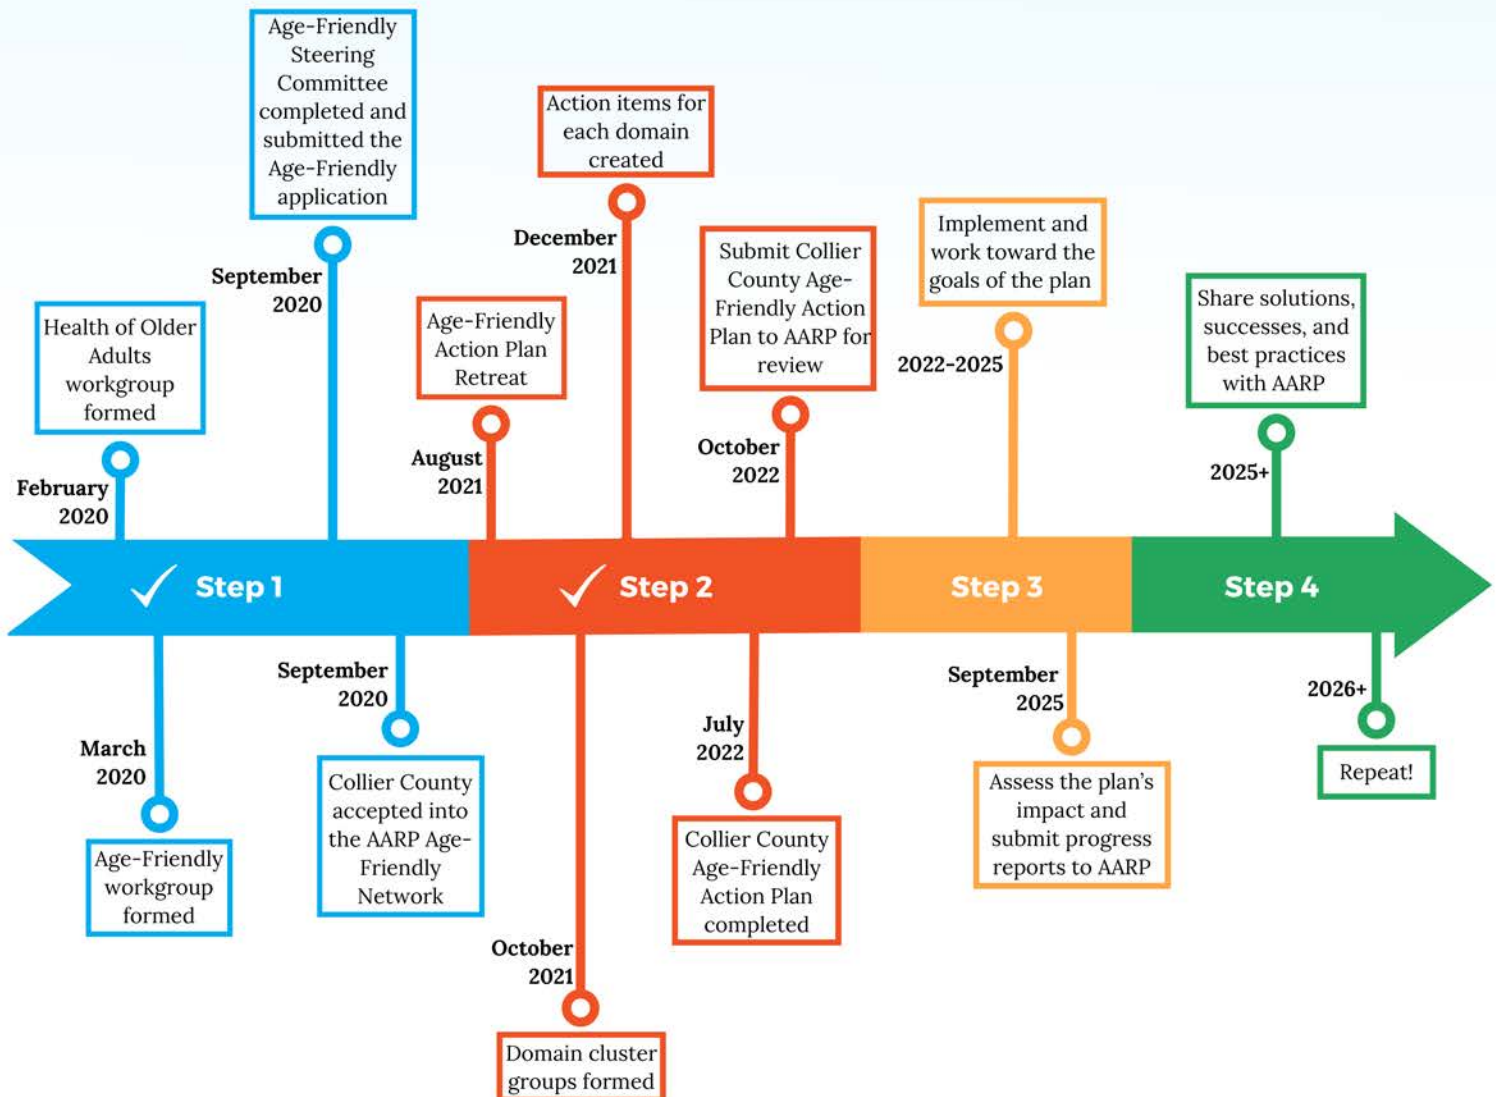 Age-Friendly
Steering
Committee
completed and
submitted the
Age-Friendly
application
September
2020
Action items for
each domain
created
December
2021
Health of Older
Adults
workgroup
formed
February
2020
Age-Friendly
Action Plan
Retreat
August
2021
Submit Collier
County Age-
Friendly Action
Plan to AARP for
review
October
2022
Implement and
work toward the
goals of the plan
2022-2025
Share solutions,
successes, and
best practices
with AARP
2025+
Step 1
Step 2
Step 3
Step 4
March
2020
Age-Friendly
workgroup
formed
September
2020
Collier County
accepted into
the AARP Age-
Friendly
Network
October
2021
Domain cluster
groups formed
July
2022
Collier County
Age-Friendly
Action Plan
completed
September
2025
Assess the plan's
impact and
submit progress
reports to AARP
2026+
Repeat!